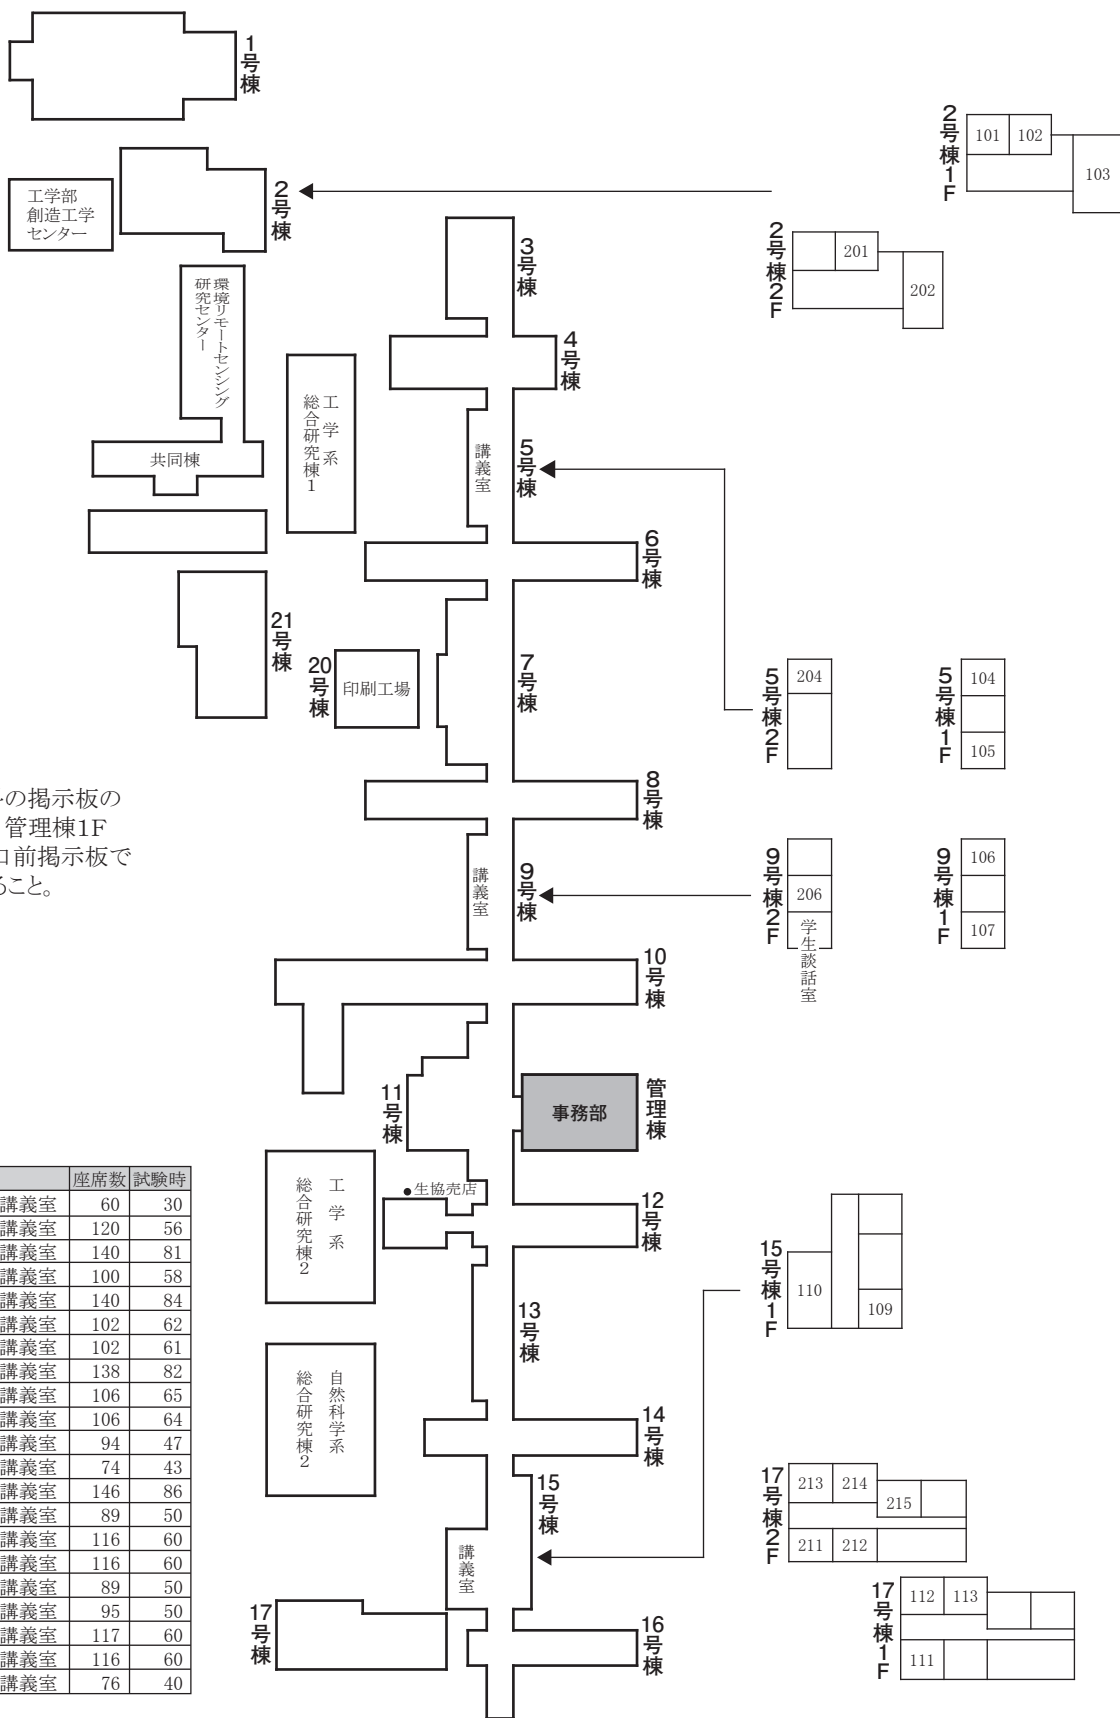 1号棟
2号棟1F
101 102
103
工学部
創造工学
センター
2号棟
2号棟2F
201
202
3号棟
環境リモートセンシング
研究センター
4号棟
工学系
総合研究棟1
講義室
5号棟
共同棟
6号棟
21号棟
20号棟
印刷工場
7号棟
5号棟2F
204
5号棟1F
104
105
8号棟
の掲示板の
管理棟1F
前掲示板で
こと。
講義室
9号棟
9号棟2F
206
学生談話室
9号棟1F
106
107
10号棟
11号棟
事務部
管理棟
工学系
総合研究棟2
●生協売店
12号棟
座席数 試験時
講義室 60 30
講義室 120 56
講義室 140 81
講義室 100 58
講義室 140 84
講義室 102 62
講義室 102 61
講義室 138 82
講義室 106 65
講義室 106 64
講義室 94 47
講義室 74 43
講義室 146 86
講義室 89 50
講義室 116 60
講義室 116 60
講義室 89 50
講義室 95 50
講義室 117 60
講義室 116 60
講義室 76 40
15号棟1F
110
109
13号棟
自然科学系
総合研究棟2
14号棟
15号棟
講義室
17号棟2F
213 214
215
211 212
17号棟
16号棟
17号棟1F
112 113
111